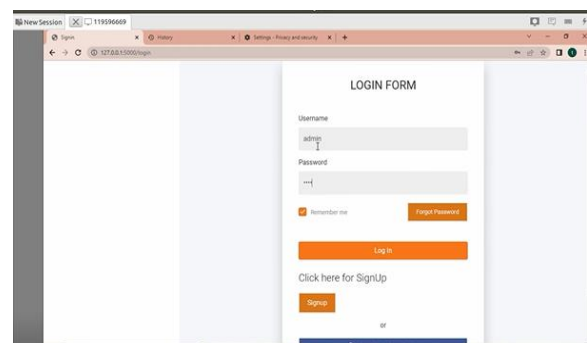 New Session 119596669
Signin History Settings - Privacy and security
127.0.0.1:5000/login
LOGIN FORM
Username
admin
Password
Remember me Forgot Password
Log In
Click here for SignUp
Signup
or